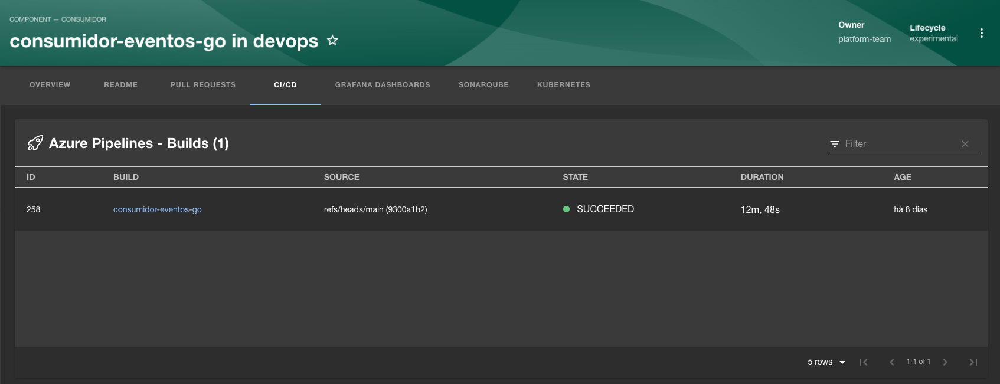 COMPONENT — CONSUMIDOR
consumidor-eventos-go in devops
Owner
platform-team
Lifecycle
experimental
OVERVIEW README PULL REQUESTS CI/CD GRAFANA DASHBOARDS SONARQUBE KUBERNETES
Azure Pipelines - Builds (1)
Filter
ID BUILD SOURCE STATE DURATION AGE
258 consumidor-eventos-go refs/heads/main (9300a1b2) SUCCEEDED 12m, 48s há 8 dias
5 rows 1-1 of 1